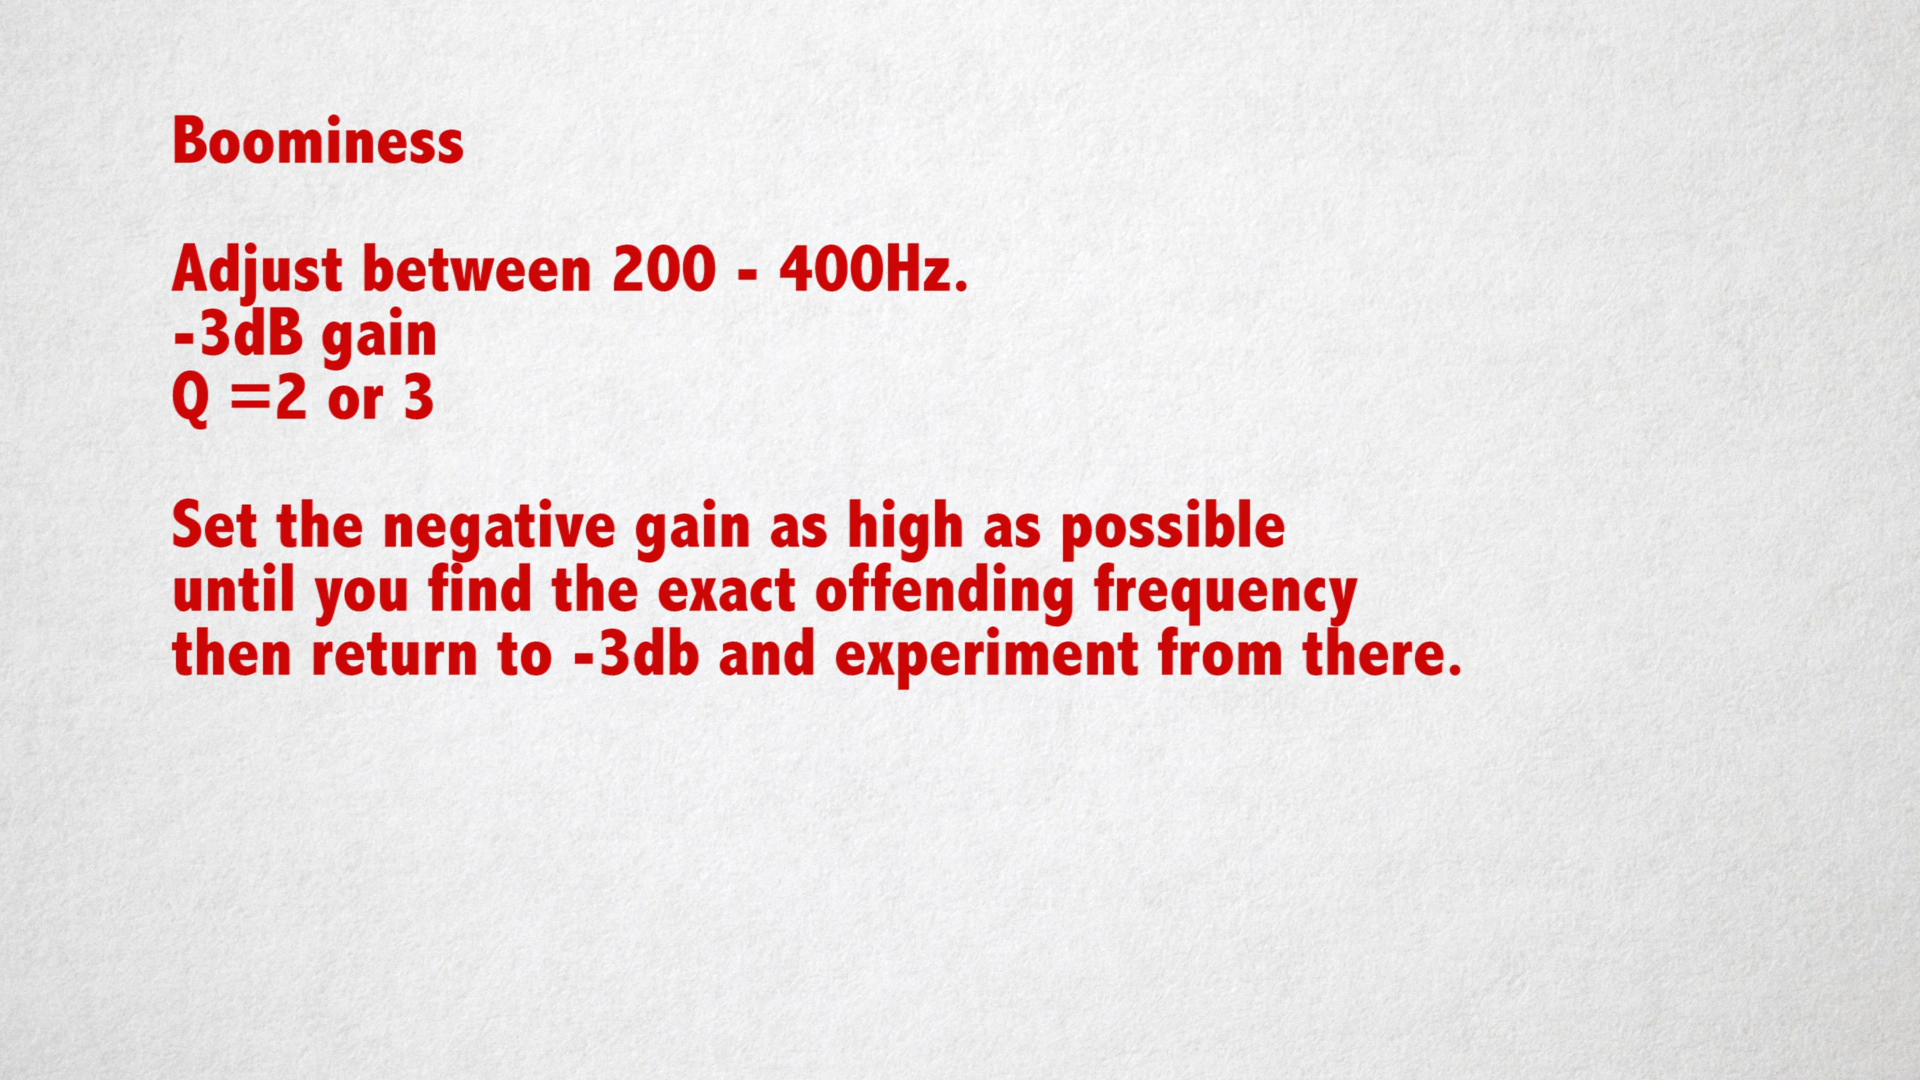 Boominess
Adjust between 200 - 400Hz.
-3dB gain
Q =2 or 3
Set the negative gain as high as possible
until you find the exact offending frequency
then return to -3db and experiment from there.